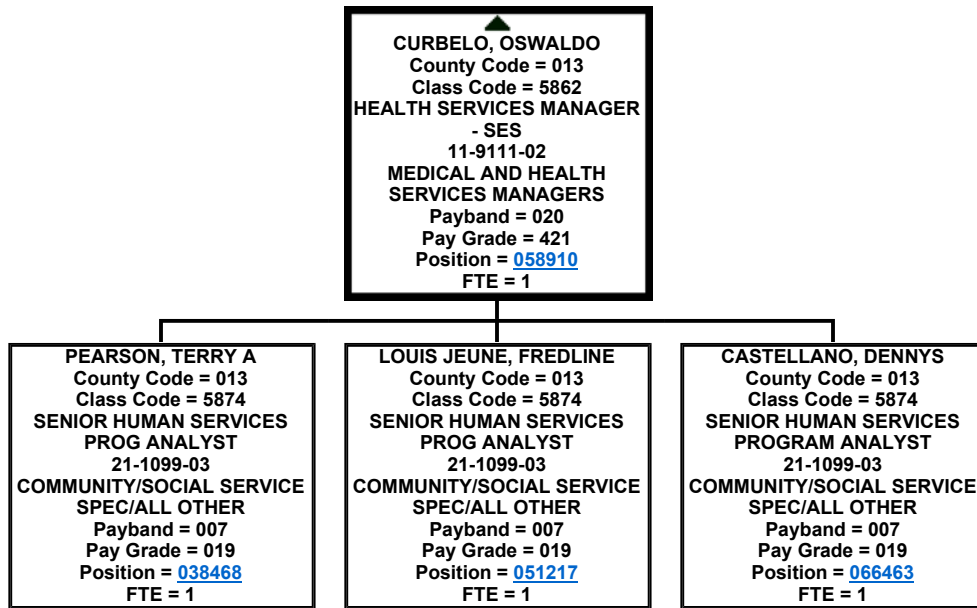 CURBELO, OSWALDO
County Code = 013
Class Code = 5862
HEALTH SERVICES MANAGER
- SES
11-9111-02
MEDICAL AND HEALTH
SERVICES MANAGERS
Payband = 020
Pay Grade = 421
Position = 058910
FTE = 1
PEARSON, TERRY A
County Code = 013
Class Code = 5874
SENIOR HUMAN SERVICES
PROG ANALYST
21-1099-03
COMMUNITY/SOCIAL SERVICE
SPEC/ALL OTHER
Payband = 007
Pay Grade = 019
Position = 038468
FTE = 1
LOUIS JEUNE, FREDLINE
County Code = 013
Class Code = 5874
SENIOR HUMAN SERVICES
PROG ANALYST
21-1099-03
COMMUNITY/SOCIAL SERVICE
SPEC/ALL OTHER
Payband = 007
Pay Grade = 019
Position = 051217
FTE = 1
CASTELLANO, DENNYS
County Code = 013
Class Code = 5874
SENIOR HUMAN SERVICES
PROGRAM ANALYST
21-1099-03
COMMUNITY/SOCIAL SERVICE
SPEC/ALL OTHER
Payband = 007
Pay Grade = 019
Position = 066463
FTE = 1